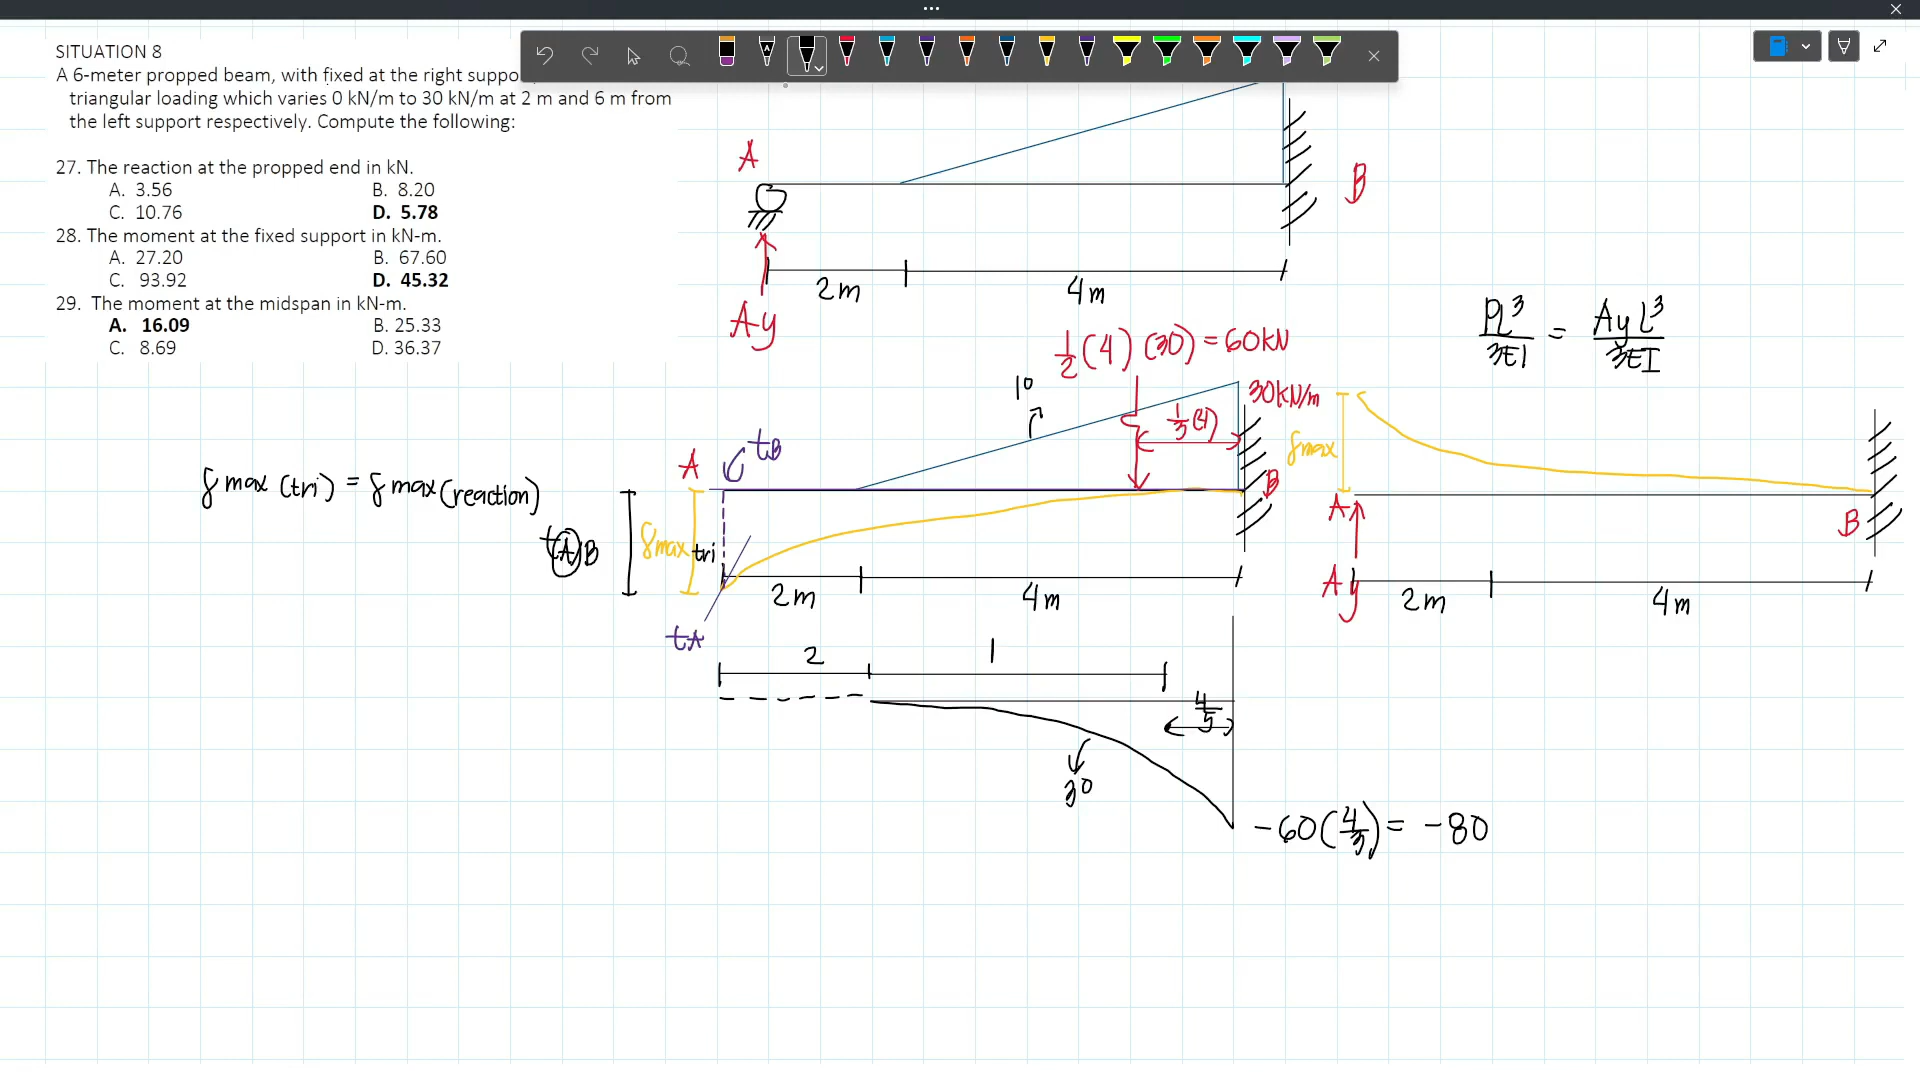 SITUATION 8
A 6-meter propped beam, with fixed at the right suppo
triangular loading which varies 0 kN/m to 30 kN/m at 2 m and 6 m from
the left support respectively. Compute the following:
27. The reaction at the propped end in kN.
A. 3.56 B. 8.20
C. 10.76 D. 5.78
28. The moment at the fixed support in kN-m.
A. 27.20 B. 67.60
C. 93.92 D. 45.32
29. The moment at the midspan in kN-m.
A. 16.09 B. 25.33
C. 8.69 D. 36.37
A
B
2m
4m
Ay
1/2 (4) (30) = 60kN
PL³/3EI = AyL³/3EI
1°
30kN/m
1/3 (4)
tB
A
B
δmax (tri) = δmax (reaction)
tA/B
δmax tri
2m
4m
tA
δmax
A
B
Ay
2m
4m
2
1
4/5
3°
-60(4/3) = -80